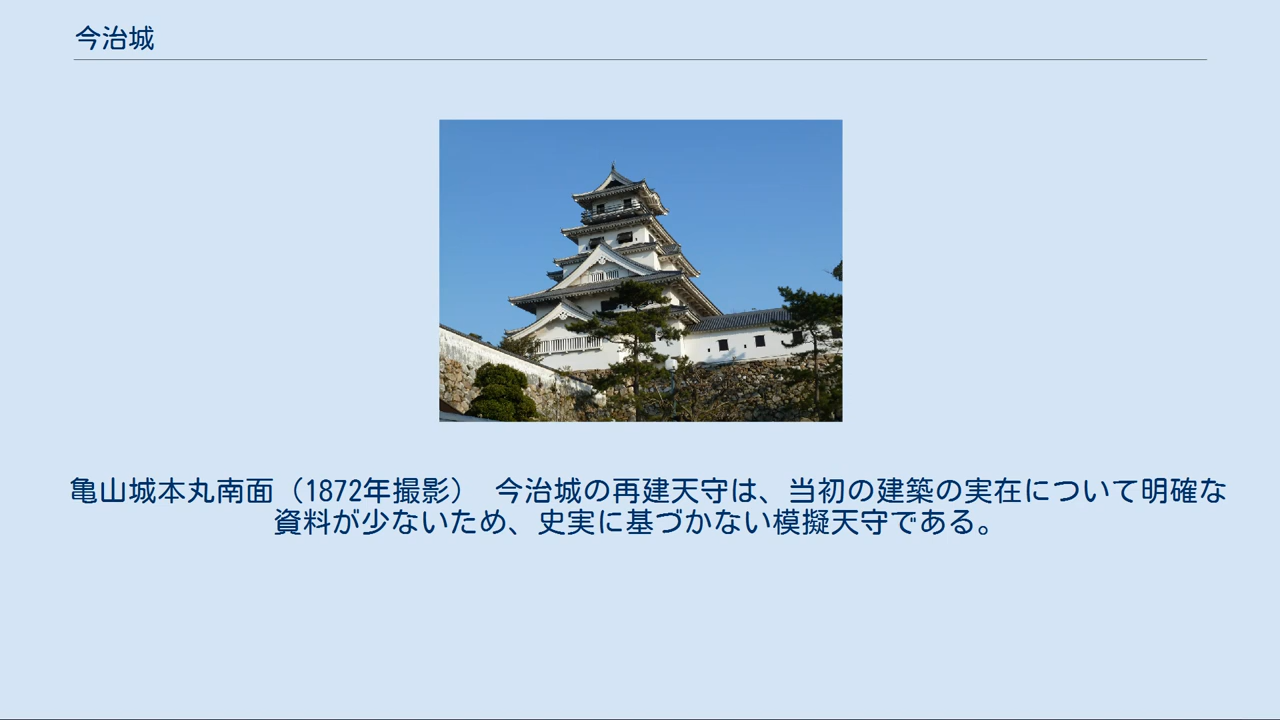 今治城
亀山城本丸南面（1872年撮影）　今治城の再建天守は、当初の建築の実在について明確な
資料が少ないため、史実に基づかない模擬天守である。